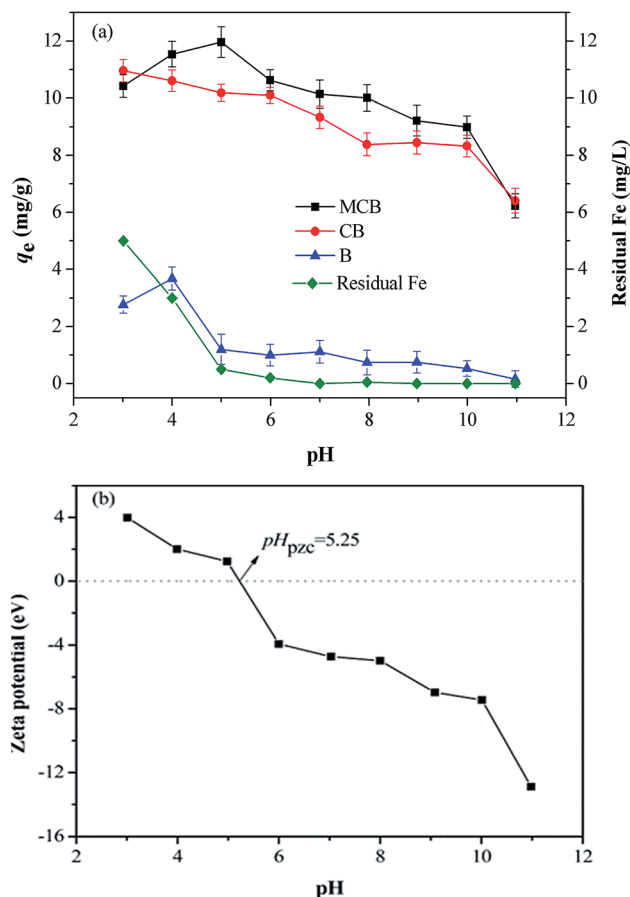 (a)
12
10
8
6
4
2
0
qe (mg/g)
12
10
8
6
4
2
0
Residual Fe (mg/L)
MCB
CB
B
Residual Fe
2 4 6 8 10 12
pH
(b)
4
0
-4
-8
-12
-16
Zeta potential (eV)
pHpzc=5.25
2 4 6 8 10 12
pH